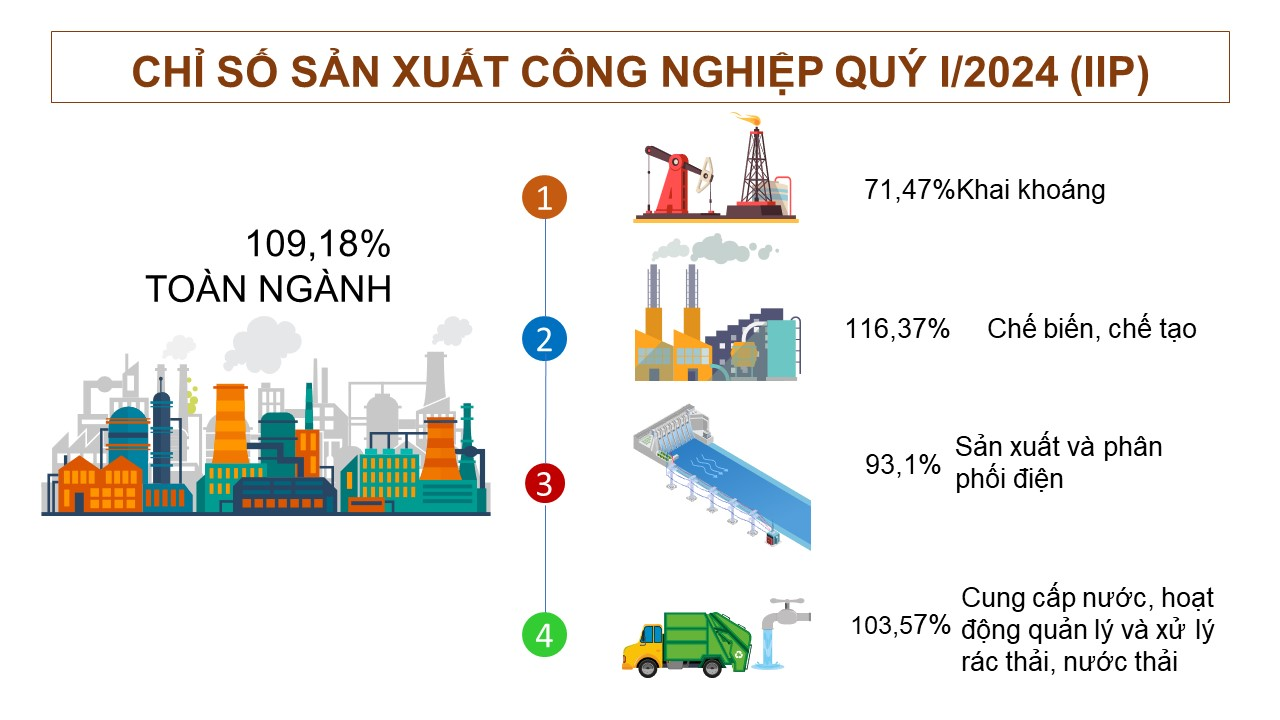 CHỈ SỐ SẢN XUẤT CÔNG NGHIỆP QUÝ I/2024 (IIP)
109,18%
TOÀN NGÀNH
1
71,47%Khai khoáng
2
116,37% Chế biến, chế tạo
3
93,1%
Sản xuất và phân
phối điện
4
103,57%
Cung cấp nước, hoạt
động quản lý và xử lý
rác thải, nước thải